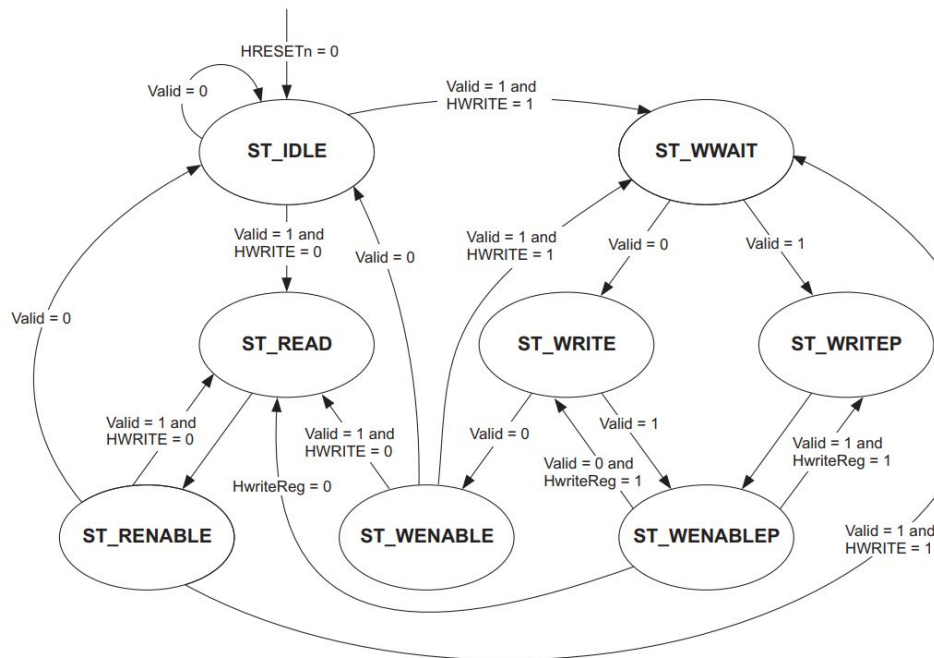 HRESETn = 0
Valid = 0
Valid = 1 and
HWRITE = 1
ST_IDLE
ST_WWAIT
Valid = 1 and
HWRITE = 0
Valid = 0
Valid = 1 and
HWRITE = 1
Valid = 0
Valid = 1
Valid = 0
ST_READ
ST_WRITE
ST_WRITEP
Valid = 1 and
HWRITE = 0
Valid = 1 and
HWRITE = 0
Valid = 0
Valid = 1
Valid = 0 and
HwriteReg = 1
Valid = 1 and
HwriteReg = 1
HwriteReg = 0
ST_RENABLE
ST_WENABLE
ST_WENABLEP
Valid = 1 and
HWRITE = 1